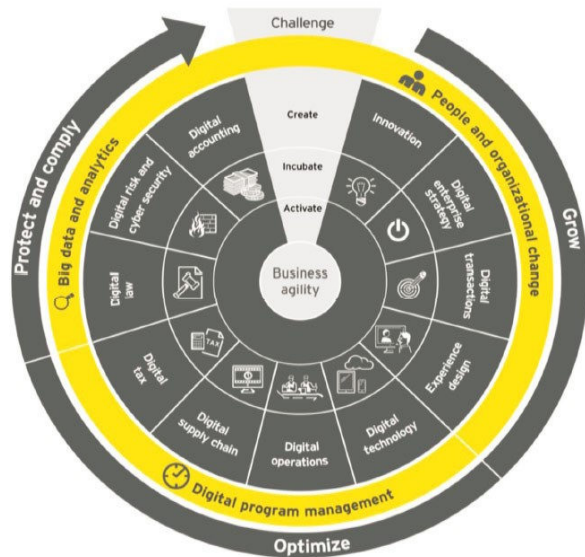 Challenge
Create
Incubate
Activate
Business
agility
Innovation
Digital
enterprise
strategy
Digital
transactions
Experience
design
Digital
technology
Digital
operations
Digital
supply chain
Digital
tax
Digital
law
Digital risk and
cyber security
Digital
accounting
TAX
People and organizational change
Digital program management
Big data and analytics
Grow
Optimize
Protect and comply